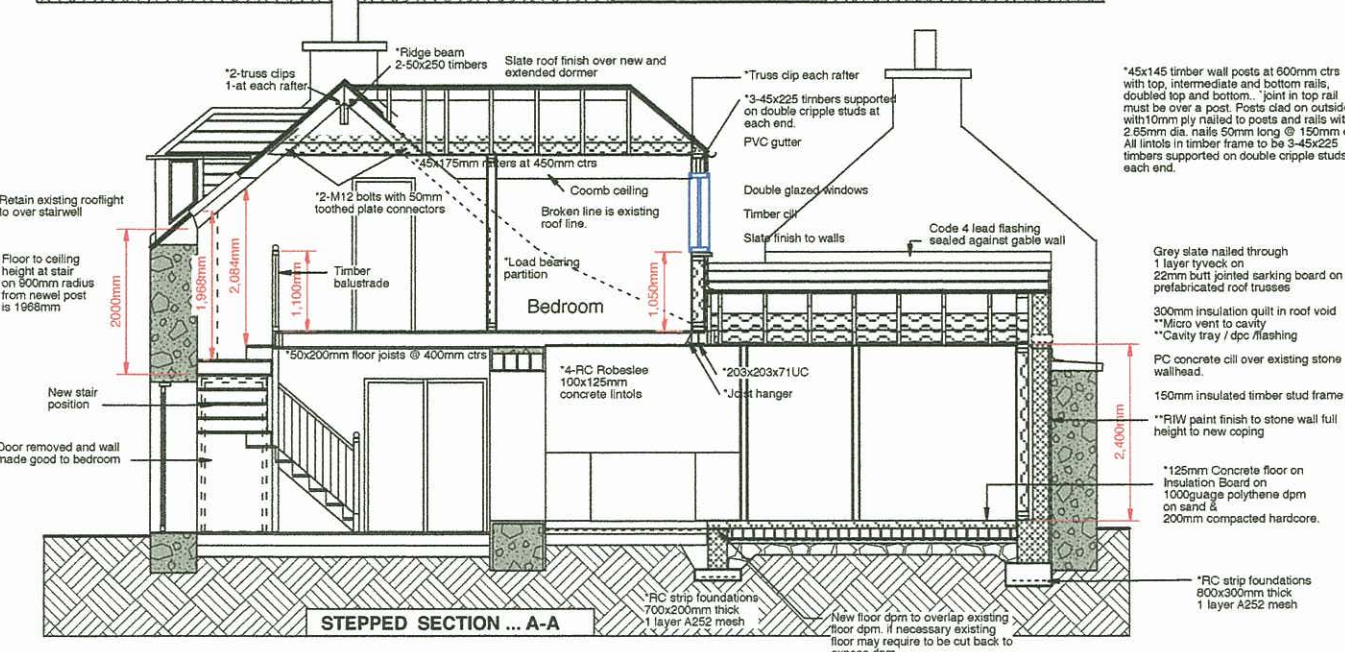 *Ridge beam
2-50x250 timbers
*2-truss clips
1-at each rafter
Slate roof finish over new and
extended dormer
*Truss clip each rafter
*3-45x225 timbers supported
on double cripple studs at
each end.
PVC gutter
*45x145 timber wall posts at 600mm ctrs
with top, intermediate and bottom rails,
doubled top and bottom.. *joint in top rail
must be over a post. Posts clad on outside
with10mm ply nailed to posts and rails
2.65mm dia. nails 50mm long @ 150mm
All lintols in timber frame to be 3-45x225
timbers supported on double cripple studs
each end.
*45x175mm rafters at 450mm ctrs
Coomb ceiling
*2-M12 bolts with 50mm
toothed plate connectors
Broken line is existing
roof line.
Double glazed windows
Timber cill
Slate finish to walls
Code 4 lead flashing
sealed against gable wall
Retain existing rooflight
to over stairwell
Floor to ceiling
height at stair
on 900mm radius
from newel post
is 1968mm
2000mm
1,968mm
2,084mm
1,100mm
Timber
balustrade
*Load bearing
partition
Bedroom
1,050mm
Grey slate nailed through
1 layer tyveck on
22mm butt jointed sarking board on
prefabricated roof trusses
300mm insulation quilt in roof void
**Micro vent to cavity
**Cavity tray / dpc /flashing
PC concrete cill over existing stone
wallhead.
150mm insulated timber stud frame
**RIW paint finish to stone wall full
height to new coping
*50x200mm floor joists @ 400mm ctrs
*4-RC Robeslee
100x125mm
concrete lintols
*203x203x71UC
*Joist hanger
New stair
position
Door removed and wall
made good to bedroom
2,400mm
*125mm Concrete floor on
Insulation Board on
1000guage polythene dpm
on sand &
200mm compacted hardcore.
*RC strip foundations
700x200mm thick
1 layer A252 mesh
*RC strip foundations
800x300mm thick
1 layer A252 mesh
New floor dpm to overlap existing
floor dpm. if necessary existing
floor may require to be cut back to
STEPPED SECTION ... A-A